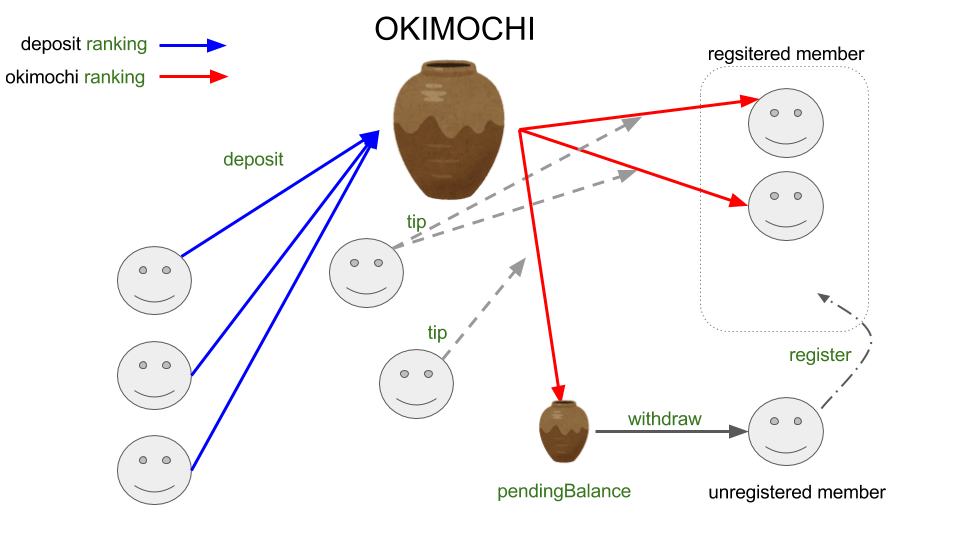 OKIMOCHI
deposit ranking
okimochi ranking
regsitered member
deposit
tip
tip
register
withdraw
pendingBalance
unregistered member